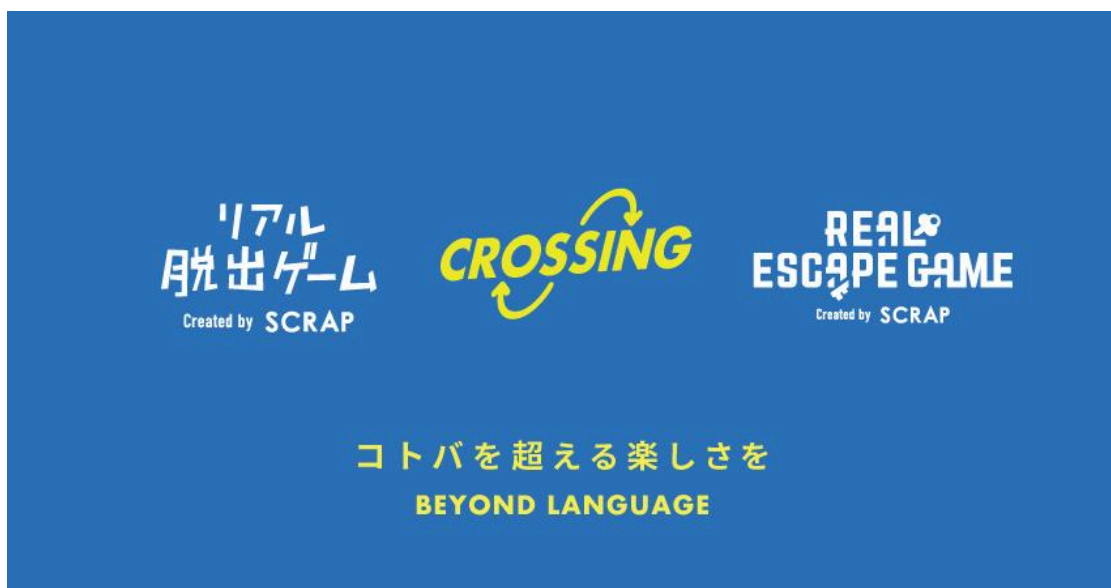 リアル
脱出ゲーム
Created by SCRAP
CROSSING
REAL
ESCAPE GAME
Created by SCRAP
コトバを超える楽しさを
BEYOND LANGUAGE